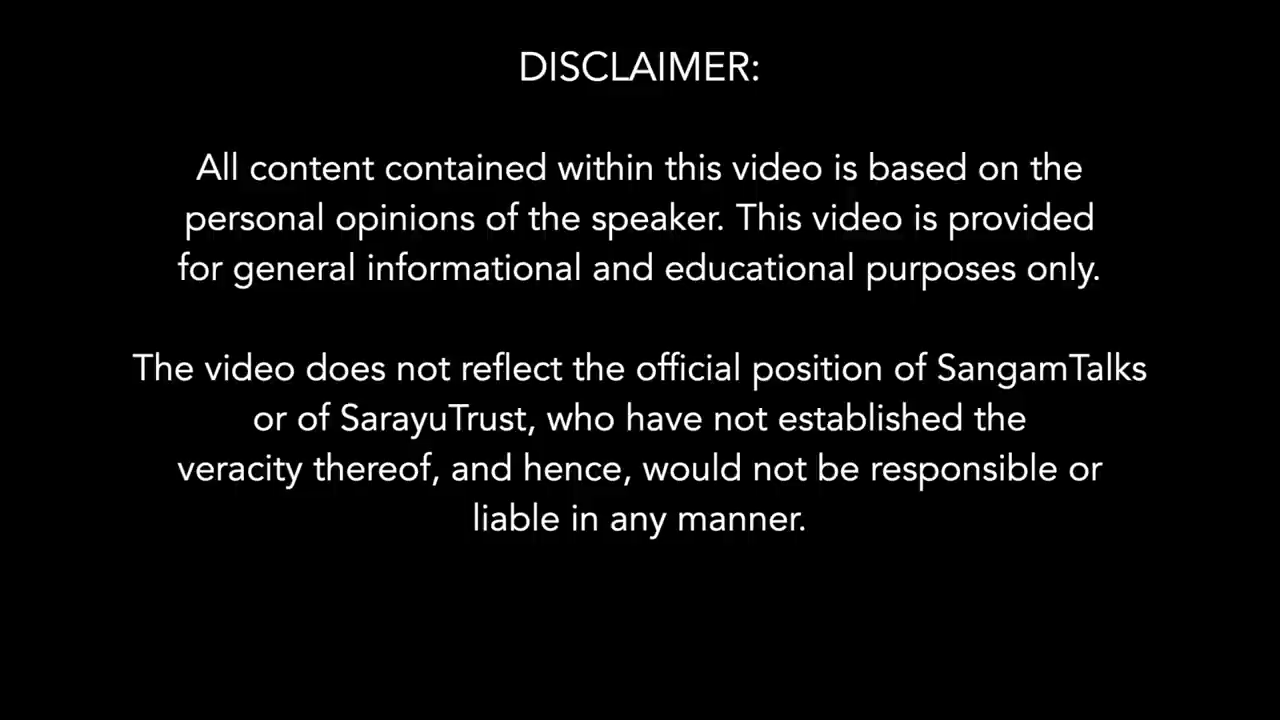 DISCLAIMER:
All content contained within this video is based on the
personal opinions of the speaker. This video is provided
for general informational and educational purposes only.
The video does not reflect the official position of SangamTalks
or of SarayuTrust, who have not established the
veracity thereof, and hence, would not be responsible or
liable in any manner.